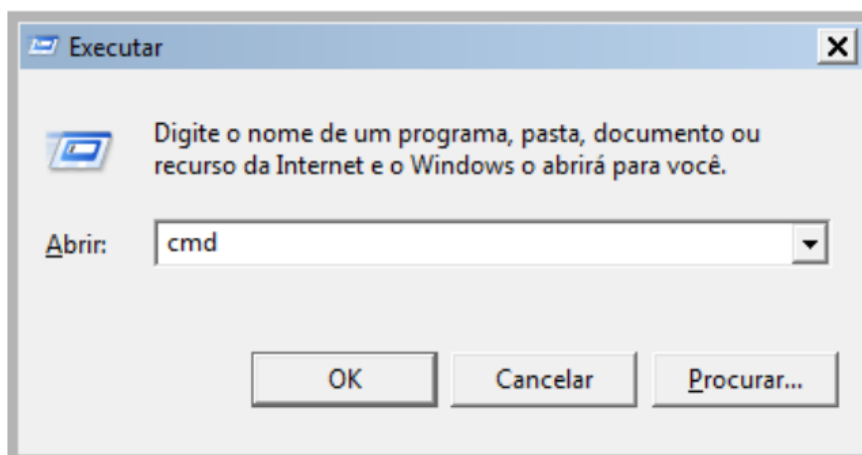 Executar
Digite o nome de um programa, pasta, documento ou
recurso da Internet e o Windows o abrirá para você.
Abrir: cmd
OK Cancelar Procurar...